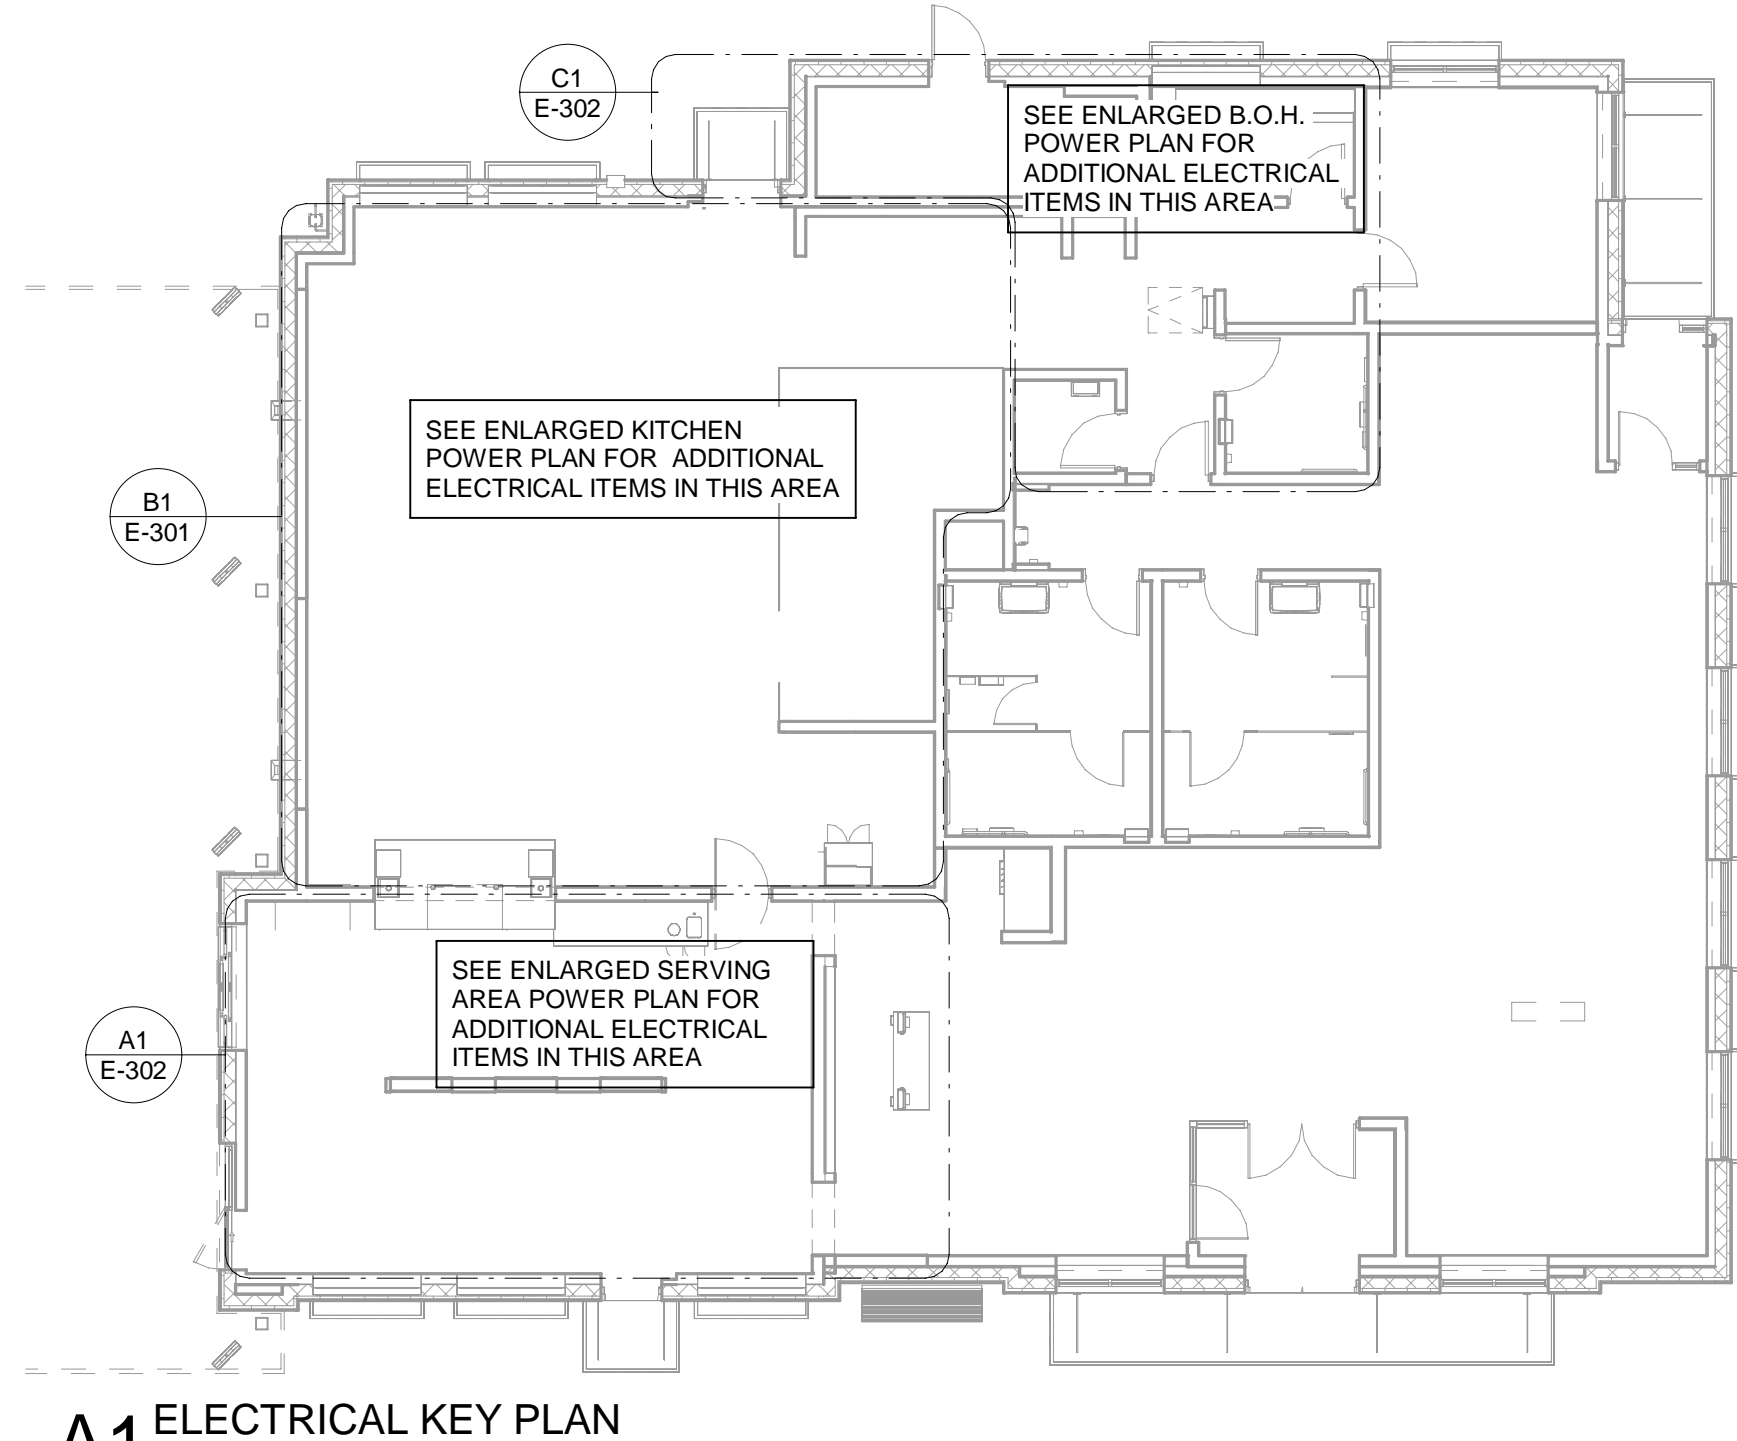 C1
E-302
SEE ENLARGED B.O.H.
POWER PLAN FOR
ADDITIONAL ELECTRICAL
ITEMS IN THIS AREA
SEE ENLARGED KITCHEN
POWER PLAN FOR  ADDITIONAL
ELECTRICAL ITEMS IN THIS AREA
B1
E-301
SEE ENLARGED SERVING
AREA POWER PLAN FOR
ADDITIONAL ELECTRICAL
ITEMS IN THIS AREA
A1
E-302
A1 ELECTRICAL KEY PLAN